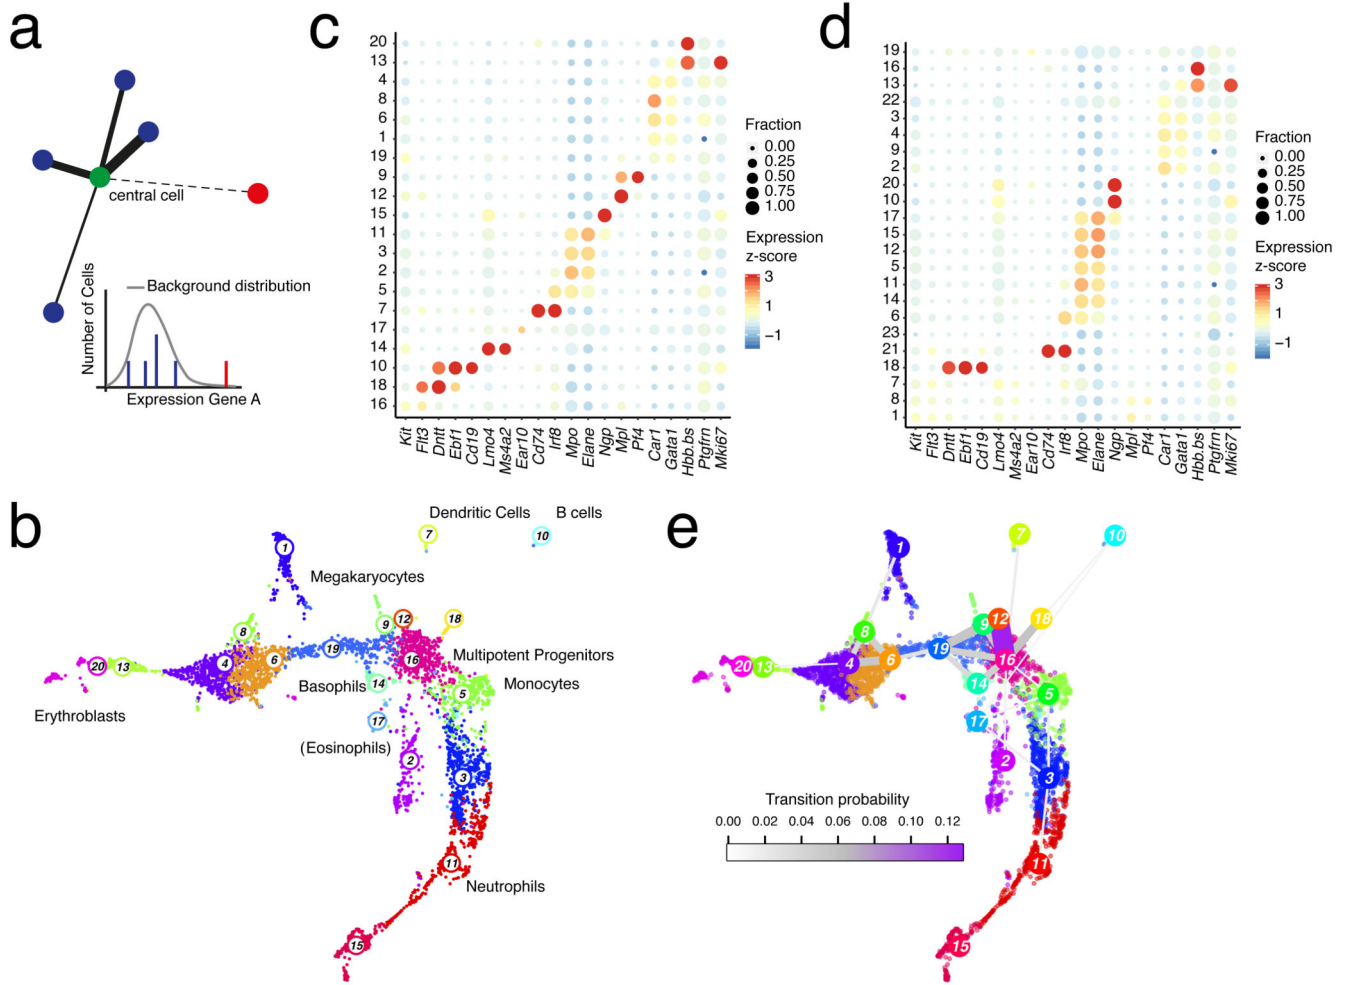 a
central cell
Background distribution
Number of Cells
Expression Gene A
c
20
13
4
8
6
1
19
9
12
15
11
3
2
5
7
17
14
10
18
16
Kit
Flt3
Dntt
Ebf1
Cd19
Lmo4
Ms4a2
Ear10
Cd74
Irf8
Mpo
Elane
Ngp
Mpl
Pf4
Car1
Gata1
Hbb.bs
Ptgfrn
Mki67
Fraction
0.00
0.25
0.50
0.75
1.00
Expression
z-score
3
1
−1
d
19
16
13
22
3
4
9
2
20
10
17
15
12
5
11
14
6
23
21
18
7
8
1
Kit
Flt3
Dntt
Ebf1
Cd19
Lmo4
Ms4a2
Ear10
Cd74
Irf8
Mpo
Elane
Ngp
Mpl
Pf4
Car1
Gata1
Hbb.bs
Ptgfrn
Mki67
Fraction
0.00
0.25
0.50
0.75
1.00
Expression
z-score
3
1
−1
b
Dendritic Cells
B cells
7
10
1
Megakaryocytes
9
12
18
8
20
13
4
6
19
16
Multipotent Progenitors
Basophils
14
5
Monocytes
Erythroblasts
17
(Eosinophils)
2
3
11
Neutrophils
15
e
7
10
1
8
9
12
18
20
13
4
6
19
16
14
5
17
2
3
Transition probability
0.00 0.02 0.04 0.06 0.08 0.10 0.12
11
15